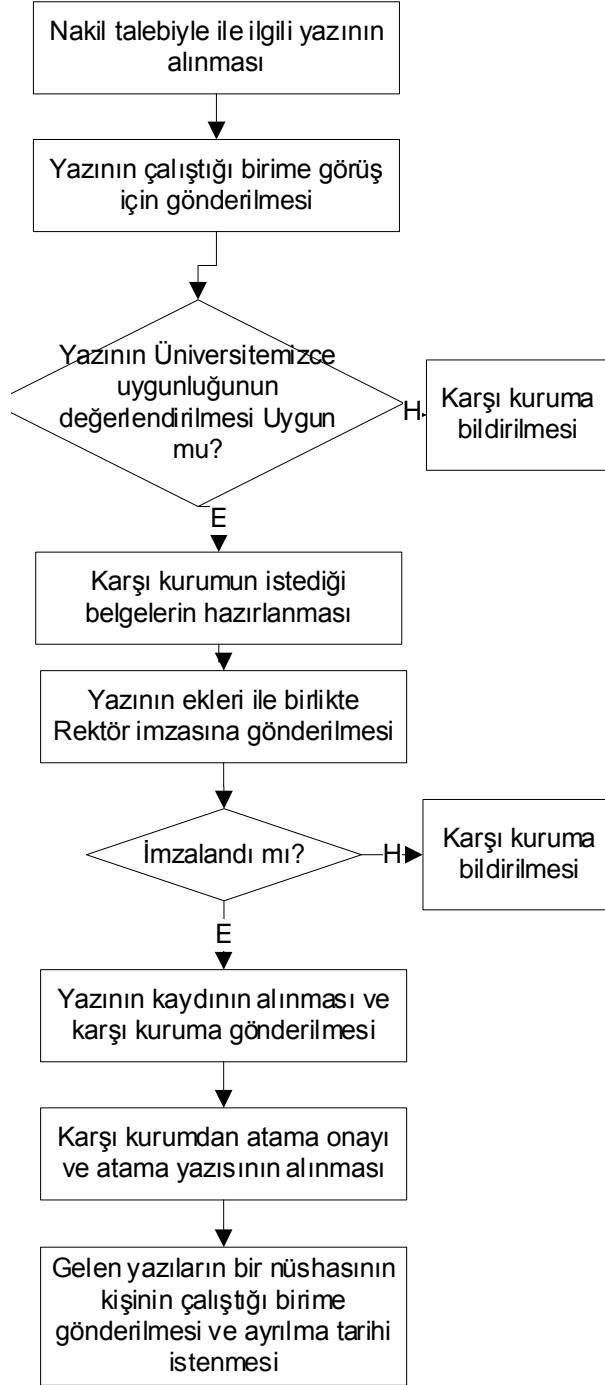 Nakil talebiyle ile ilgili yazının
alınması
Yazının çalıştığı birime görüş
için gönderilmesi
Yazının Üniversitemizce
uygunluğunun
değerlendirilmesi Uygun
mu?
H
Karşı kuruma
bildirilmesi
E
Karşı kurumun istediği
belgelerin hazırlanması
Yazının ekleri ile birlikte
Rektör imzasına gönderilmesi
İmzalandı mı?
H
Karşı kuruma
bildirilmesi
E
Yazının kaydının alınması ve
karşı kuruma gönderilmesi
Karşı kurumdan atama onayı
ve atama yazısının alınması
Gelen yazıların bir nüshasının
kişinin çalıştığı birime
gönderilmesi ve ayrılma tarihi
istenmesi